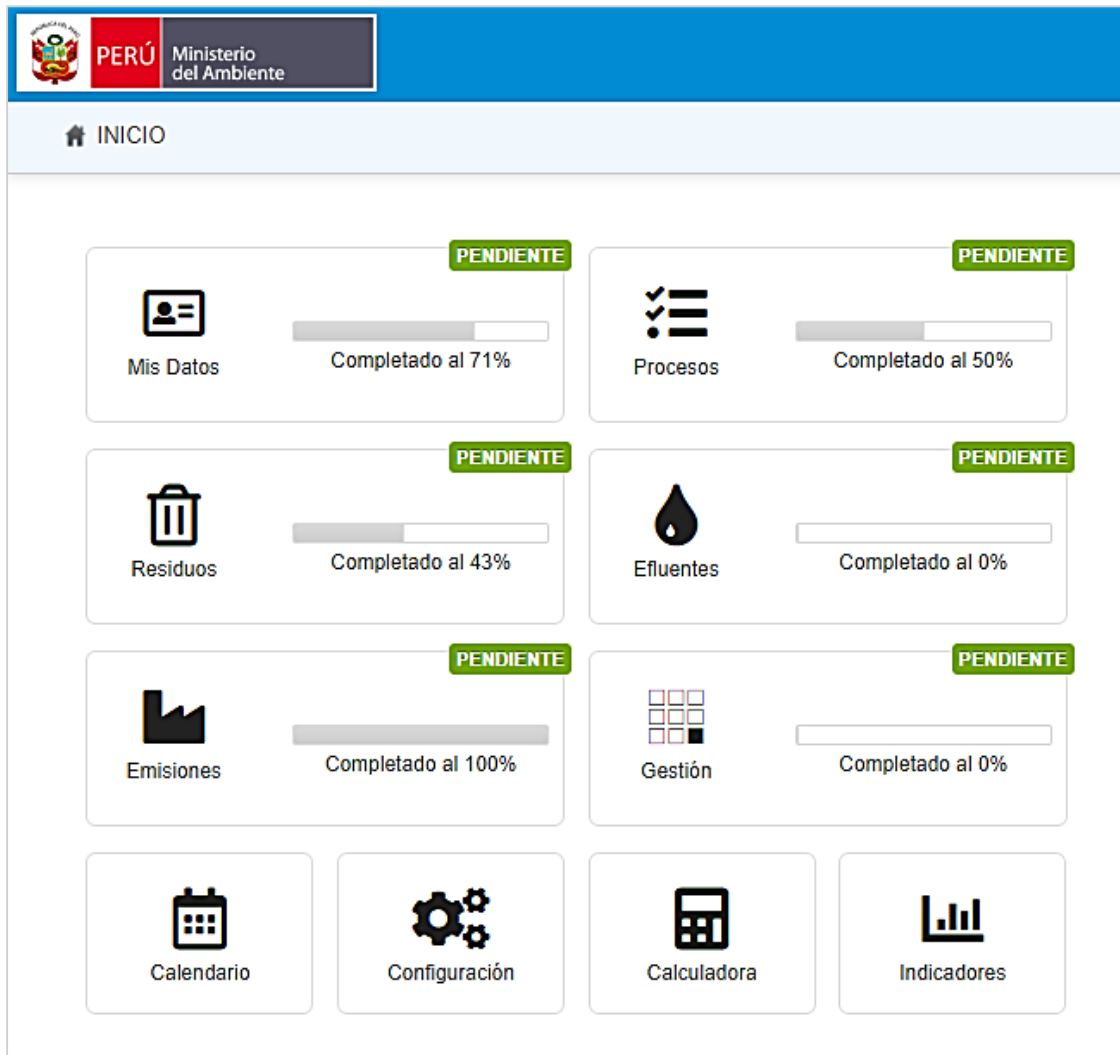 PERÚ
Ministerio
del Ambiente
INICIO
PENDIENTE
Mis Datos
Completado al 71%
PENDIENTE
Procesos
Completado al 50%
PENDIENTE
Residuos
Completado al 43%
PENDIENTE
Efluentes
Completado al 0%
PENDIENTE
Emisiones
Completado al 100%
PENDIENTE
Gestión
Completado al 0%
Calendario
Configuración
Calculadora
Indicadores